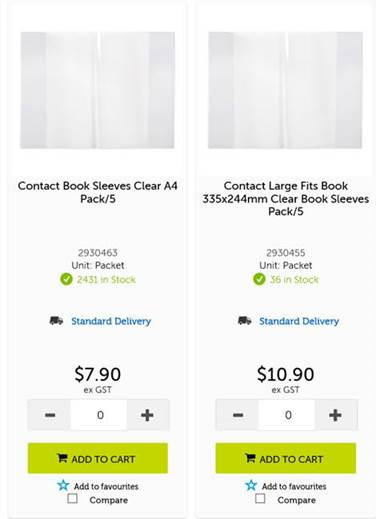 Contact Book Sleeves Clear A4
Pack/5
2930463
Unit: Packet
2431 in Stock
Standard Delivery
$7.90
ex GST
− 0 +
ADD TO CART
Add to favourites
Compare
Contact Large Fits Book
335x244mm Clear Book Sleeves
Pack/5
2930455
Unit: Packet
36 in Stock
Standard Delivery
$10.90
ex GST
− 0 +
ADD TO CART
Add to favourites
Compare